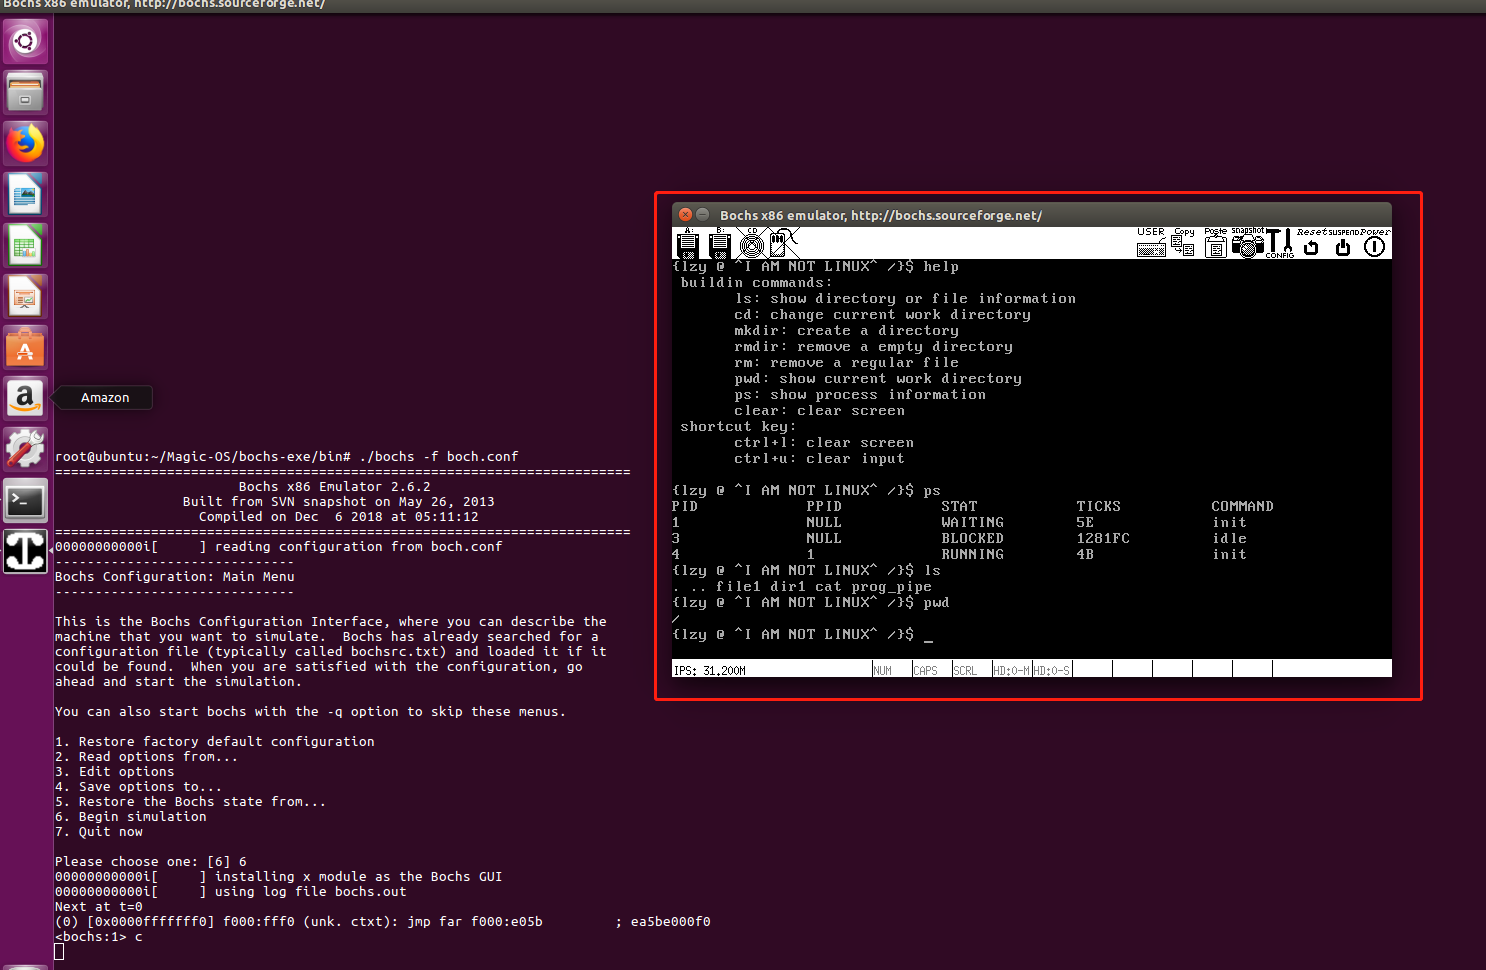 Bochs x86 emulator, http://bochs.sourceforge.net/
Amazon
root@ubuntu:~/Magic-OS/bochs-exe/bin# ./bochs -f boch.conf
========================================================================
Bochs x86 Emulator 2.6.2
Built from SVN snapshot on May 26, 2013
Compiled on Dec  6 2018 at 05:11:12
========================================================================
00000000000i[     ] reading configuration from boch.conf
------------------------------
Bochs Configuration: Main Menu
------------------------------
This is the Bochs Configuration Interface, where you can describe the
machine that you want to simulate.  Bochs has already searched for a
configuration file (typically called bochsrc.txt) and loaded it if it
could be found.  When you are satisfied with the configuration, go
ahead and start the simulation.
You can also start bochs with the -q option to skip these menus.
1. Restore factory default configuration
2. Read options from...
3. Edit options
4. Save options to...
5. Restore the Bochs state from...
6. Begin simulation
7. Quit now
Please choose one: [6] 6
00000000000i[     ] installing x module as the Bochs GUI
00000000000i[     ] using log file bochs.out
Next at t=0
(0) [0x0000fffffff0] f000:fff0 (unk. ctxt): jmp far f000:e05b         ; ea5be000f0
<bochs:1> c
Bochs x86 emulator, http://bochs.sourceforge.net/
A: B: CD USER Copy Paste snapshot CONFIG Reset SUSPEND Power
{lzy @ ^I AM NOT LINUX^ /}$ help
buildin commands:
ls: show directory or file information
cd: change current work directory
mkdir: create a directory
rmdir: remove a empty directory
rm: remove a regular file
pwd: show current work directory
ps: show process information
clear: clear screen
shortcut key:
ctrl+l: clear screen
ctrl+u: clear input
{lzy @ ^I AM NOT LINUX^ /}$ ps
PID PPID STAT TICKS COMMAND
1 NULL WAITING 5E init
3 NULL BLOCKED 1281FC idle
4 1 RUNNING 4B init
{lzy @ ^I AM NOT LINUX^ /}$ ls
. .. file1 dir1 cat prog_pipe
{lzy @ ^I AM NOT LINUX^ /}$ pwd
/
{lzy @ ^I AM NOT LINUX^ /}$ _
IPS: 31.200M NUM CAPS SCRL HD:0-M HD:0-S